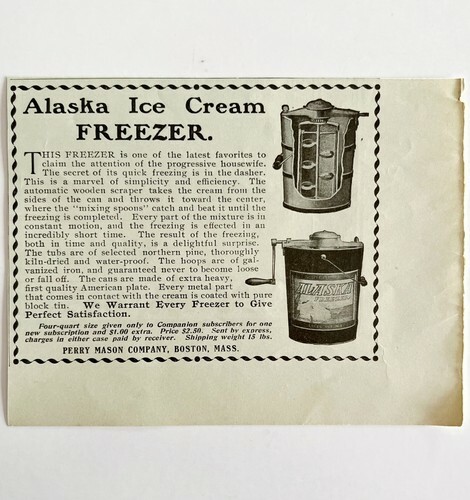 Alaska Ice Cream
FREEZER.
THIS FREEZER is one of the latest favorites to
claim the attention of the progressive housewife.
The secret of its quick freezing is in the dasher.
This is a marvel of simplicity and efficiency. The
automatic wooden scraper takes the cream from the
sides of the can and throws it toward the center,
where the "mixing spoons" catch and beat it until the
freezing is completed. Every part of the mixture is in
constant motion, and the freezing is effected in an
incredibly short time. The result of the freezing,
both in time and quality, is a delightful surprise.
The tubs are of selected northern pine, thoroughly
kiln-dried and water-proof. The hoops are of gal-
vanized iron, and guaranteed never to become loose
or fall off. The cans are made of extra heavy,
first quality American plate. Every metal part
that comes in contact with the cream is coated with pure
block tin. We Warrant Every Freezer to Give
Perfect Satisfaction.
Four-quart size given only to Companion subscribers for one
new subscription and $1.00 extra. Price $2.50. Sent by express,
charges in either case paid by receiver. Shipping weight 15 lbs.
PERRY MASON COMPANY, BOSTON, MASS.
ALASKA
FREEZER